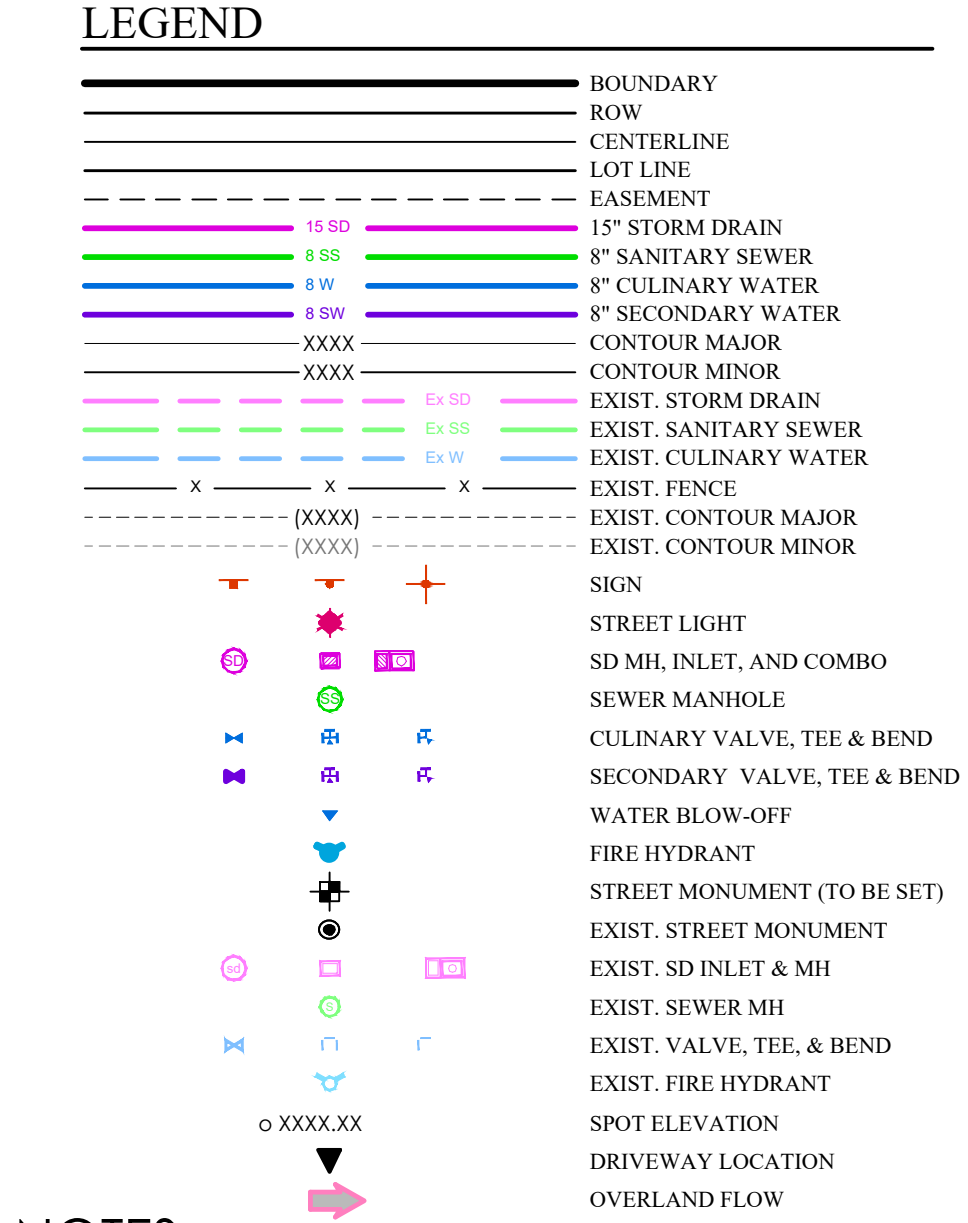 LEGEND
BOUNDARY
ROW
CENTERLINE
LOT LINE
EASEMENT
15 SD 15" STORM DRAIN
8 SS 8" SANITARY SEWER
8 W 8" CULINARY WATER
8 SW 8" SECONDARY WATER
XXXX CONTOUR MAJOR
XXXX CONTOUR MINOR
Ex SD EXIST. STORM DRAIN
Ex SS EXIST. SANITARY SEWER
Ex W EXIST. CULINARY WATER
X X X EXIST. FENCE
(XXXX) EXIST. CONTOUR MAJOR
(XXXX) EXIST. CONTOUR MINOR
SIGN
STREET LIGHT
SD SD MH, INLET, AND COMBO
SS SEWER MANHOLE
CULINARY VALVE, TEE & BEND
SECONDARY VALVE, TEE & BEND
WATER BLOW-OFF
FIRE HYDRANT
STREET MONUMENT (TO BE SET)
EXIST. STREET MONUMENT
sd EXIST. SD INLET & MH
S EXIST. SEWER MH
EXIST. VALVE, TEE, & BEND
EXIST. FIRE HYDRANT
o XXXX.XX SPOT ELEVATION
DRIVEWAY LOCATION
OVERLAND FLOW